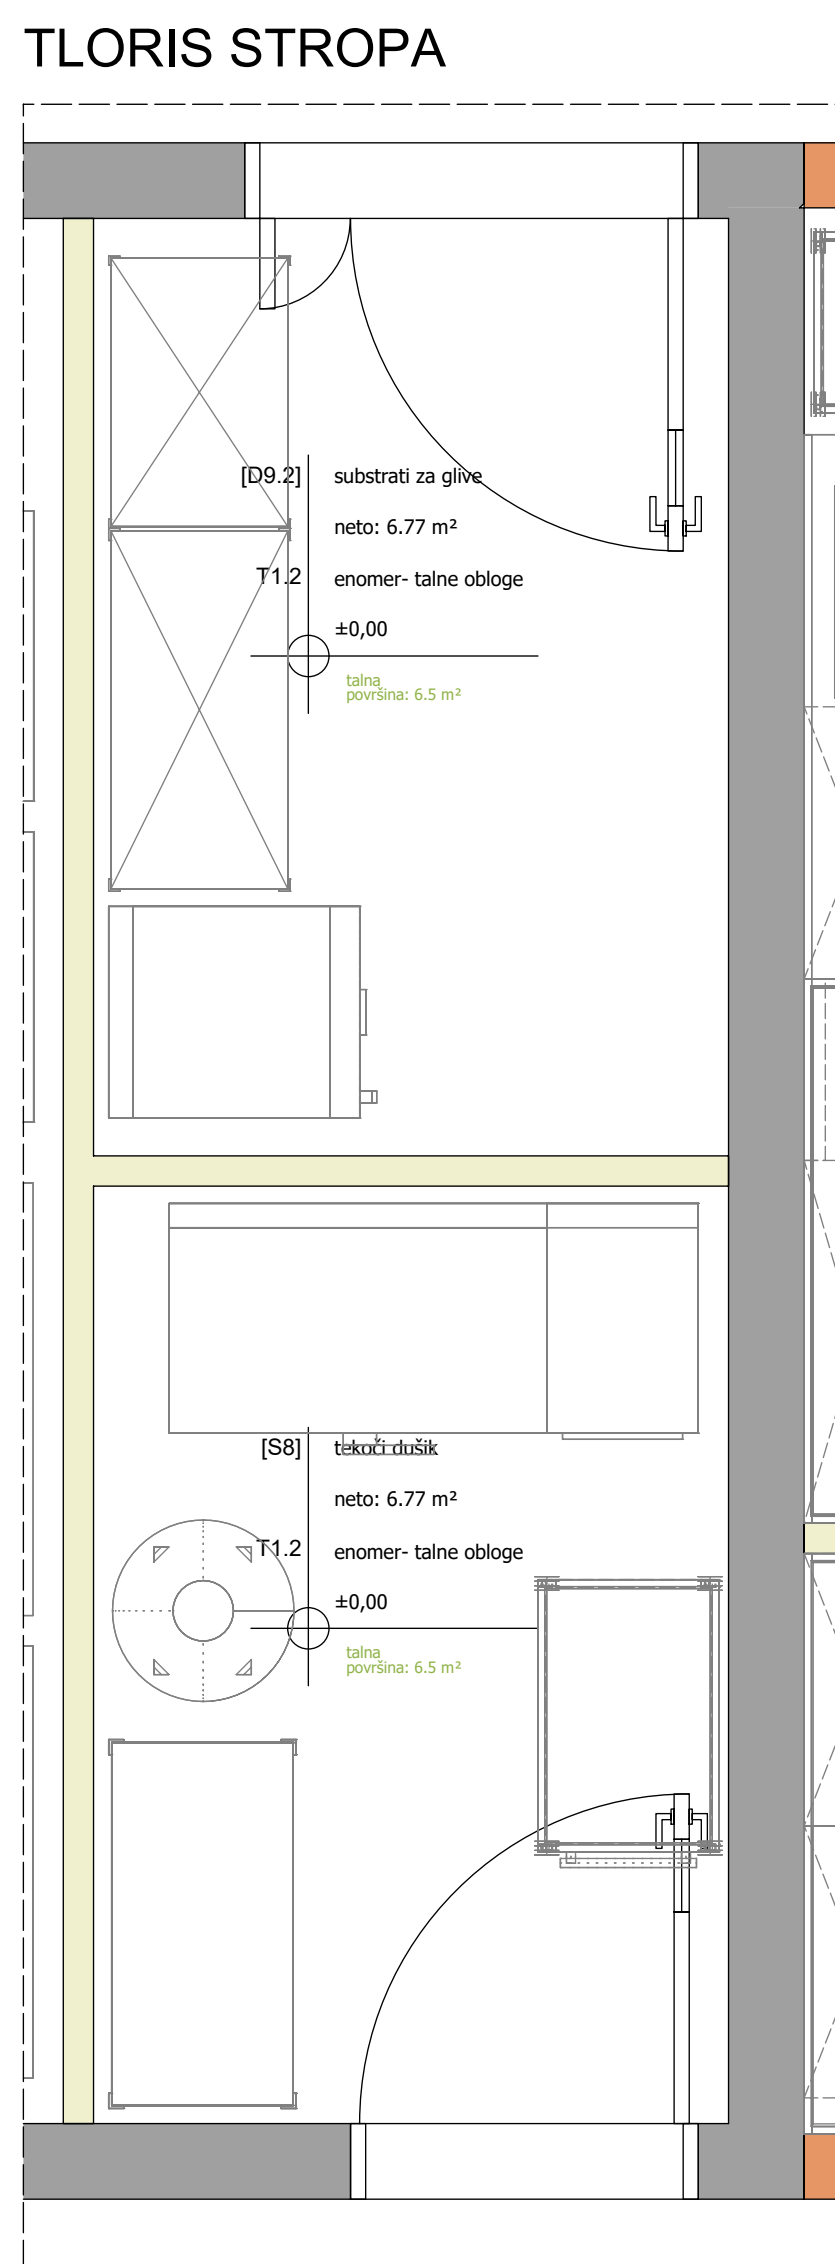 TLORIS STROPA
[D9.2] substrati za glive
neto: 6.77 m²
T1.2 enomer- talne obloge
±0,00
talna
površina: 6.5 m²
[S8] tekoči dušik
neto: 6.77 m²
T1.2 enomer- talne obloge
±0,00
talna
površina: 6.5 m²